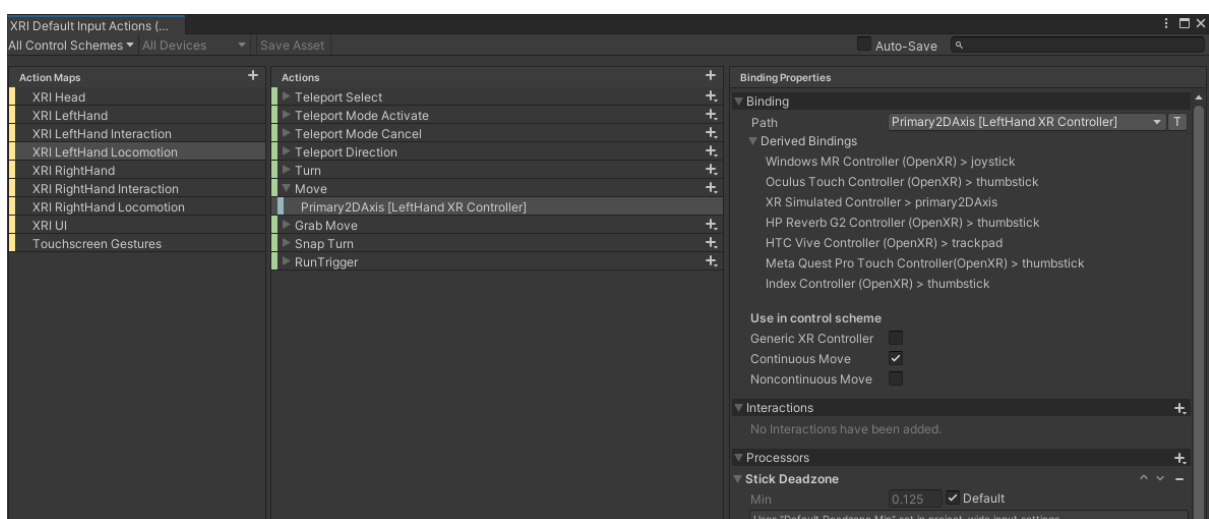 XRI Default Input Actions (...
All Control Schemes All Devices Save Asset Auto-Save
Action Maps
XRI Head
XRI LeftHand
XRI LeftHand Interaction
XRI LeftHand Locomotion
XRI RightHand
XRI RightHand Interaction
XRI RightHand Locomotion
XRI UI
Touchscreen Gestures
Actions
Teleport Select
Teleport Mode Activate
Teleport Mode Cancel
Teleport Direction
Turn
Move
Primary2DAxis [LeftHand XR Controller]
Grab Move
Snap Turn
RunTrigger
Binding Properties
Binding
Path Primary2DAxis [LeftHand XR Controller] T
Derived Bindings
Windows MR Controller (OpenXR) > joystick
Oculus Touch Controller (OpenXR) > thumbstick
XR Simulated Controller > primary2DAxis
HP Reverb G2 Controller (OpenXR) > thumbstick
HTC Vive Controller (OpenXR) > trackpad
Meta Quest Pro Touch Controller(OpenXR) > thumbstick
Index Controller (OpenXR) > thumbstick
Use in control scheme
Generic XR Controller
Continuous Move
Noncontinuous Move
Interactions
No Interactions have been added.
Processors
Stick Deadzone
Min 0.125 Default